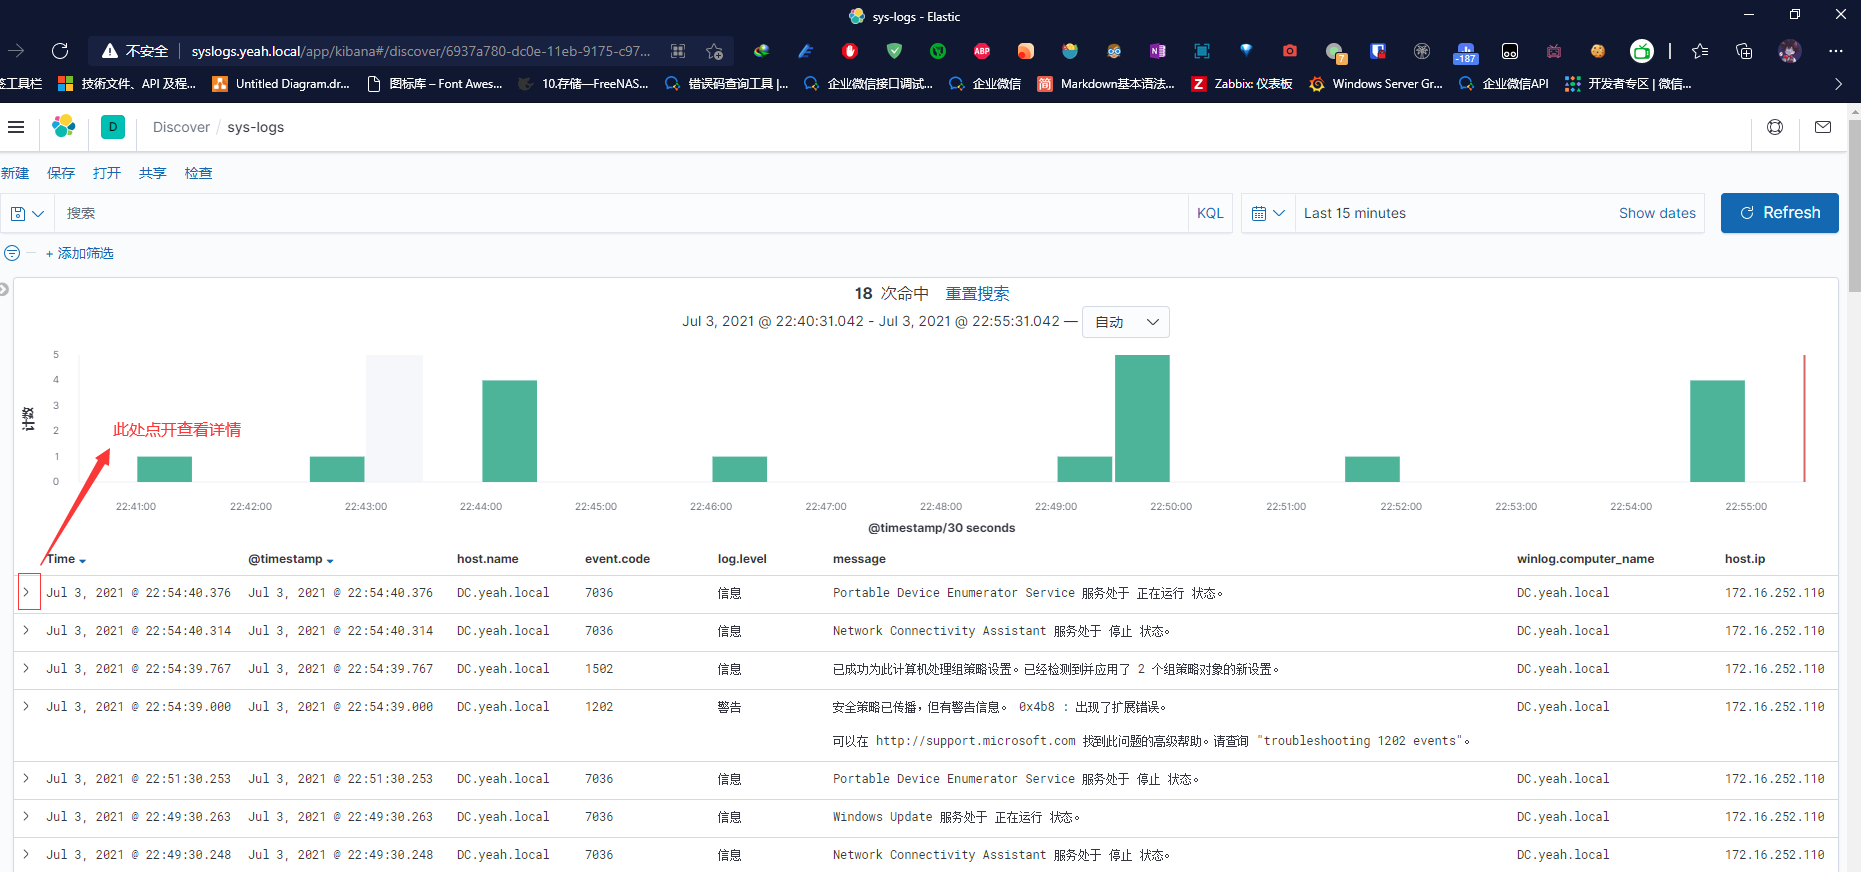 sys-logs - Elastic
不安全 syslogs.yeah.local/app/kibana#/discover/6937a780-dc0e-11eb-9175-c97...
ABP
7
-187
签工具栏 技術文件、API 及程... Untitled Diagram.dr... 图标库 – Font Awes... 10.存储—FreeNAS... 错误码查询工具 |... 企业微信接口调试... 企业微信 简 Markdown基本语法... Z Zabbix: 仪表板 Windows Server Gr... 企业微信API 开发者专区 | 微信...
D Discover / sys-logs
新建 保存 打开 共享 检查
搜索 KQL Last 15 minutes Show dates Refresh
+ 添加筛选
18 次命中 重置搜索
Jul 3, 2021 @ 22:40:31.042 - Jul 3, 2021 @ 22:55:31.042 — 自动
5
4
3
2
1
0
计数
此处点开查看详情
22:41:00 22:42:00 22:43:00 22:44:00 22:45:00 22:46:00 22:47:00 22:48:00 22:49:00 22:50:00 22:51:00 22:52:00 22:53:00 22:54:00 22:55:00
@timestamp/30 seconds
Time @timestamp host.name event.code log.level message winlog.computer_name host.ip
Jul 3, 2021 @ 22:54:40.376 Jul 3, 2021 @ 22:54:40.376 DC.yeah.local 7036 信息 Portable Device Enumerator Service 服务处于 正在运行 状态。 DC.yeah.local 172.16.252.110
Jul 3, 2021 @ 22:54:40.314 Jul 3, 2021 @ 22:54:40.314 DC.yeah.local 7036 信息 Network Connectivity Assistant 服务处于 停止 状态。 DC.yeah.local 172.16.252.110
Jul 3, 2021 @ 22:54:39.767 Jul 3, 2021 @ 22:54:39.767 DC.yeah.local 1502 信息 已成功为此计算机处理组策略设置。已经检测到并应用了 2 个组策略对象的新设置。 DC.yeah.local 172.16.252.110
Jul 3, 2021 @ 22:54:39.000 Jul 3, 2021 @ 22:54:39.000 DC.yeah.local 1202 警告 安全策略已传播，但有警告信息。 0x4b8 : 出现了扩展错误。 DC.yeah.local 172.16.252.110
可以在 http://support.microsoft.com 找到此问题的高级帮助。请查询 "troubleshooting 1202 events"。
Jul 3, 2021 @ 22:51:30.253 Jul 3, 2021 @ 22:51:30.253 DC.yeah.local 7036 信息 Portable Device Enumerator Service 服务处于 停止 状态。 DC.yeah.local 172.16.252.110
Jul 3, 2021 @ 22:49:30.263 Jul 3, 2021 @ 22:49:30.263 DC.yeah.local 7036 信息 Windows Update 服务处于 正在运行 状态。 DC.yeah.local 172.16.252.110
Jul 3, 2021 @ 22:49:30.248 Jul 3, 2021 @ 22:49:30.248 DC.yeah.local 7036 信息 Network Connectivity Assistant 服务处于 停止 状态。 DC.yeah.local 172.16.252.110